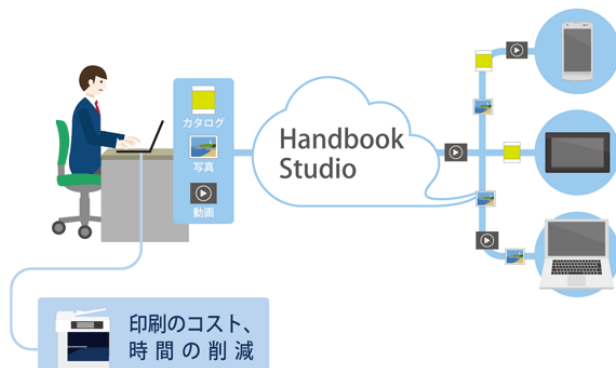 カタログ
写真
動画
Handbook
Studio
印刷のコスト、
時間の削減